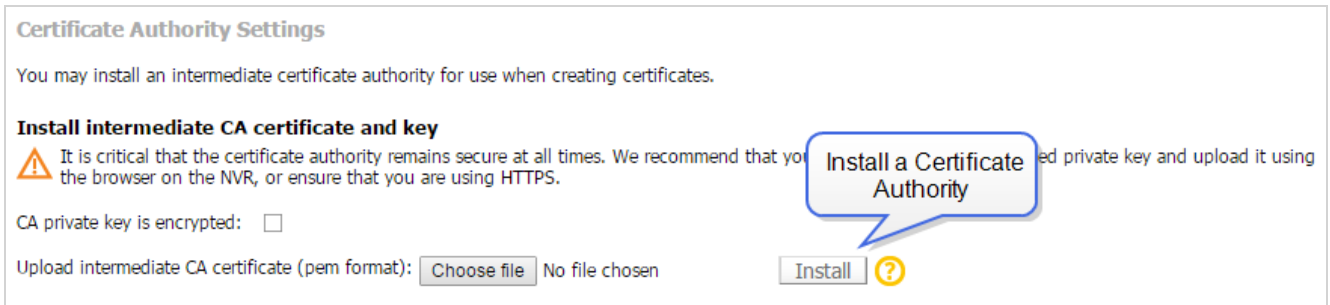 Certificate Authority Settings
You may install an intermediate certificate authority for use when creating certificates.
Install intermediate CA certificate and key
It is critical that the certificate authority remains secure at all times. We recommend that yo ed private key and upload it using
the browser on the NVR, or ensure that you are using HTTPS.
Install a Certificate
Authority
CA private key is encrypted:
Upload intermediate CA certificate (pem format): Choose file No file chosen Install ?